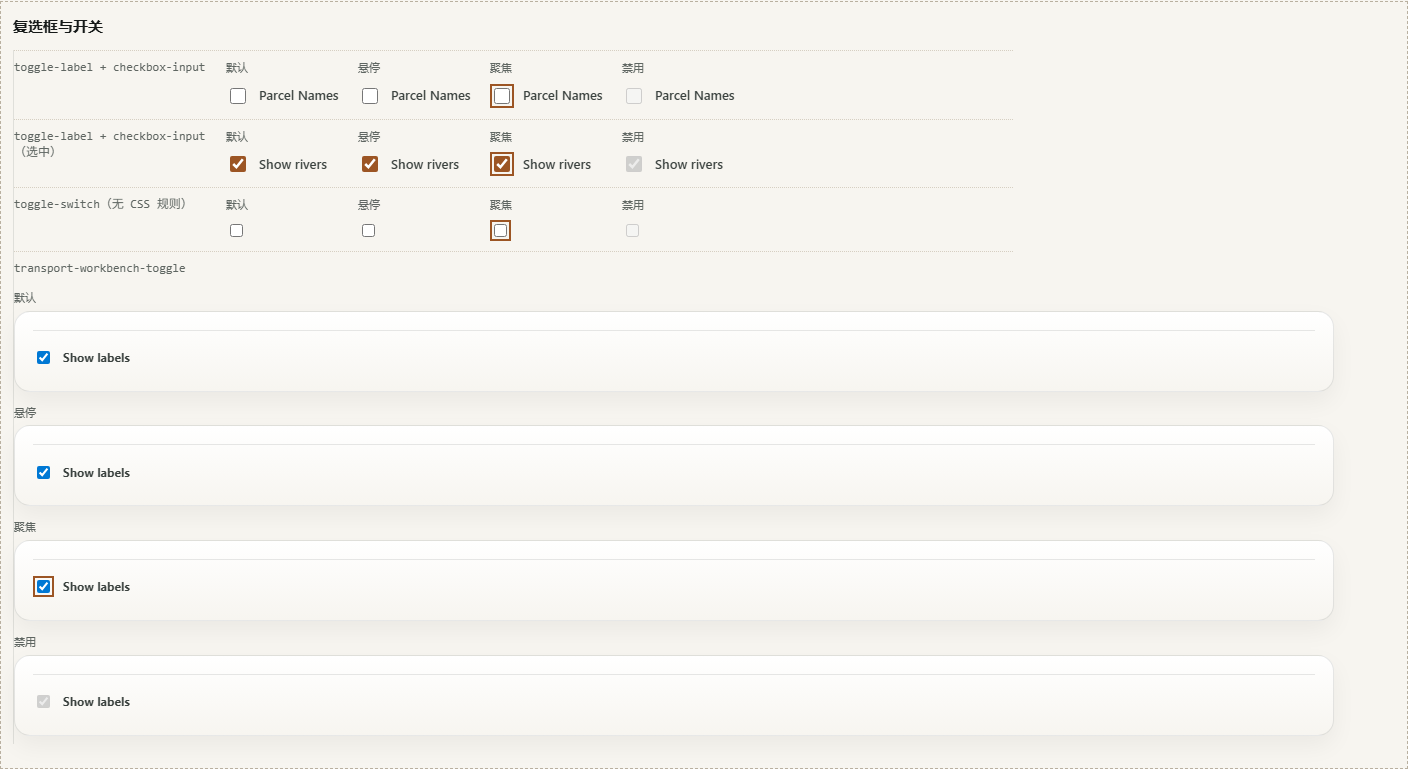 复选框与开关
toggle-label + checkbox-input 默认 悬停 聚焦 禁用
Parcel Names Parcel Names Parcel Names Parcel Names
toggle-label + checkbox-input 默认 悬停 聚焦 禁用
（选中）
Show rivers Show rivers Show rivers Show rivers
toggle-switch（无 CSS 规则） 默认 悬停 聚焦 禁用
transport-workbench-toggle
默认
Show labels
悬停
Show labels
聚焦
Show labels
禁用
Show labels